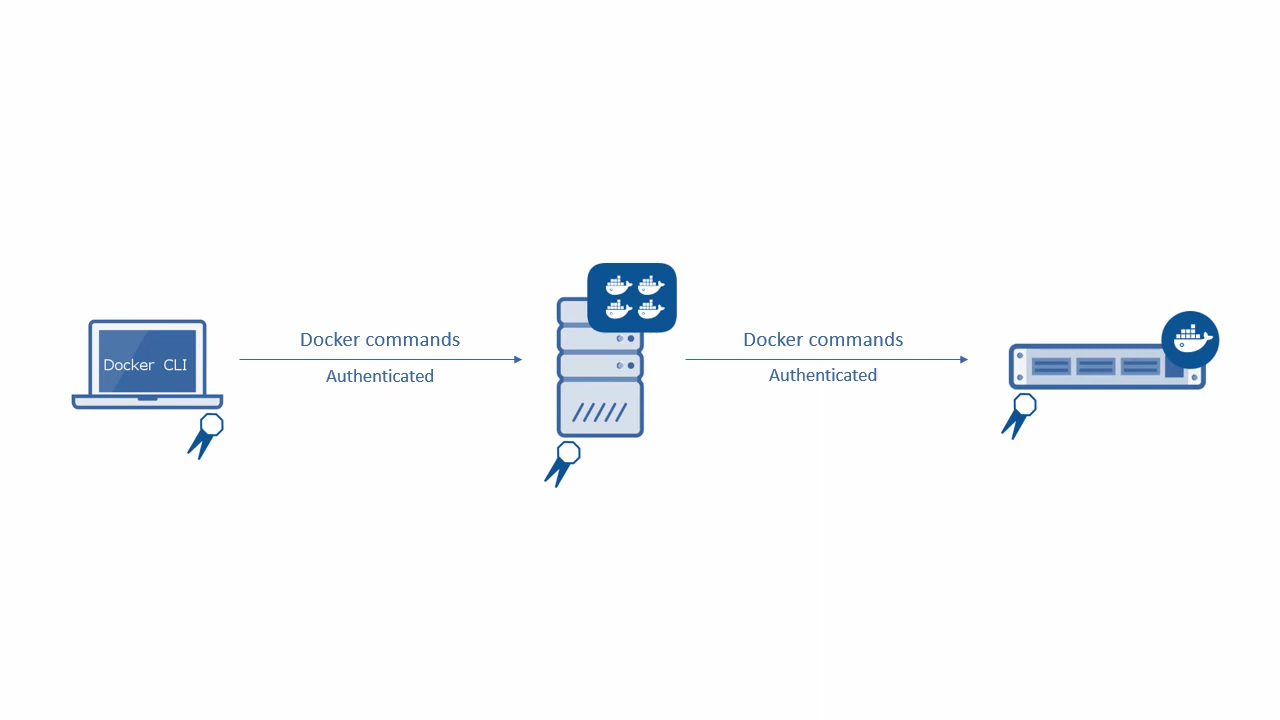 Docker CLI
Docker commands
Authenticated
Docker commands
Authenticated